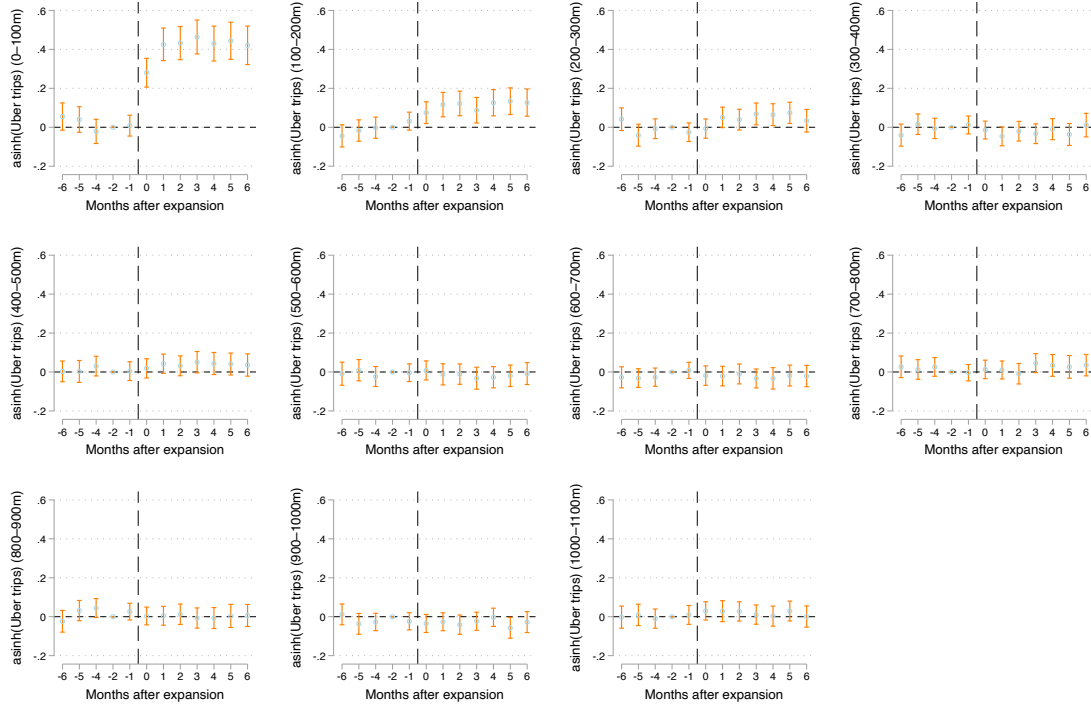 asinh(Uber trips) (0–100m)
.6
.4
.2
0
-.2
-6 -5 -4 -2 -1 0 1 2 3 4 5 6
Months after expansion
asinh(Uber trips) (100–200m)
.6
.4
.2
0
-.2
-6 -5 -4 -2 -1 0 1 2 3 4 5 6
Months after expansion
asinh(Uber trips) (200–300m)
.6
.4
.2
0
-.2
-6 -5 -4 -2 -1 0 1 2 3 4 5 6
Months after expansion
asinh(Uber trips) (300–400m)
.6
.4
.2
0
-.2
-6 -5 -4 -2 -1 0 1 2 3 4 5 6
Months after expansion
asinh(Uber trips) (400–500m)
.6
.4
.2
0
-.2
-6 -5 -4 -2 -1 0 1 2 3 4 5 6
Months after expansion
asinh(Uber trips) (500–600m)
.6
.4
.2
0
-.2
-6 -5 -4 -2 -1 0 1 2 3 4 5 6
Months after expansion
asinh(Uber trips) (600–700m)
.6
.4
.2
0
-.2
-6 -5 -4 -2 -1 0 1 2 3 4 5 6
Months after expansion
asinh(Uber trips) (700–800m)
.6
.4
.2
0
-.2
-6 -5 -4 -2 -1 0 1 2 3 4 5 6
Months after expansion
asinh(Uber trips) (800–900m)
.6
.4
.2
0
-.2
-6 -5 -4 -2 -1 0 1 2 3 4 5 6
Months after expansion
asinh(Uber trips) (900–1000m)
.6
.4
.2
0
-.2
-6 -5 -4 -2 -1 0 1 2 3 4 5 6
Months after expansion
asinh(Uber trips) (1000–1100m)
.6
.4
.2
0
-.2
-6 -5 -4 -2 -1 0 1 2 3 4 5 6
Months after expansion